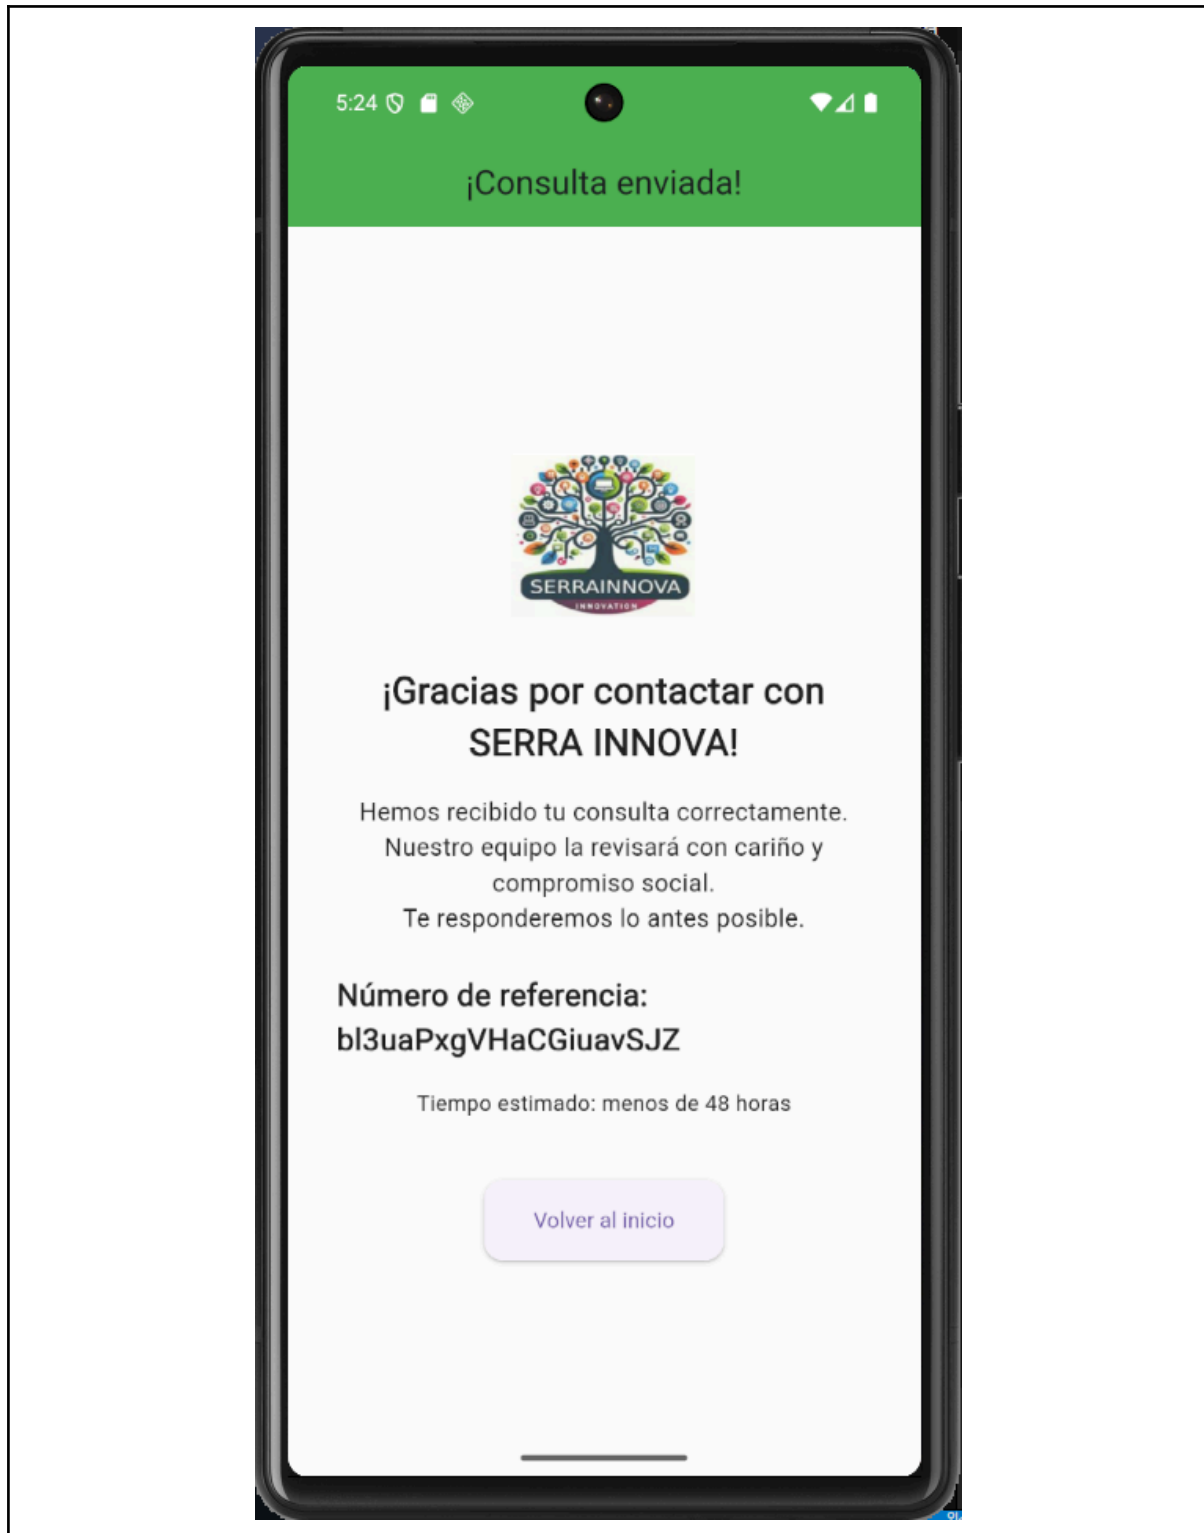 5:24
¡Consulta enviada!
SERRAINNOVA
INNOVATION
¡Gracias por contactar con
SERRA INNOVA!
Hemos recibido tu consulta correctamente.
Nuestro equipo la revisará con cariño y
compromiso social.
Te responderemos lo antes posible.
Número de referencia:
bl3uaPxgVHaCGiuavSJZ
Tiempo estimado: menos de 48 horas
Volver al inicio